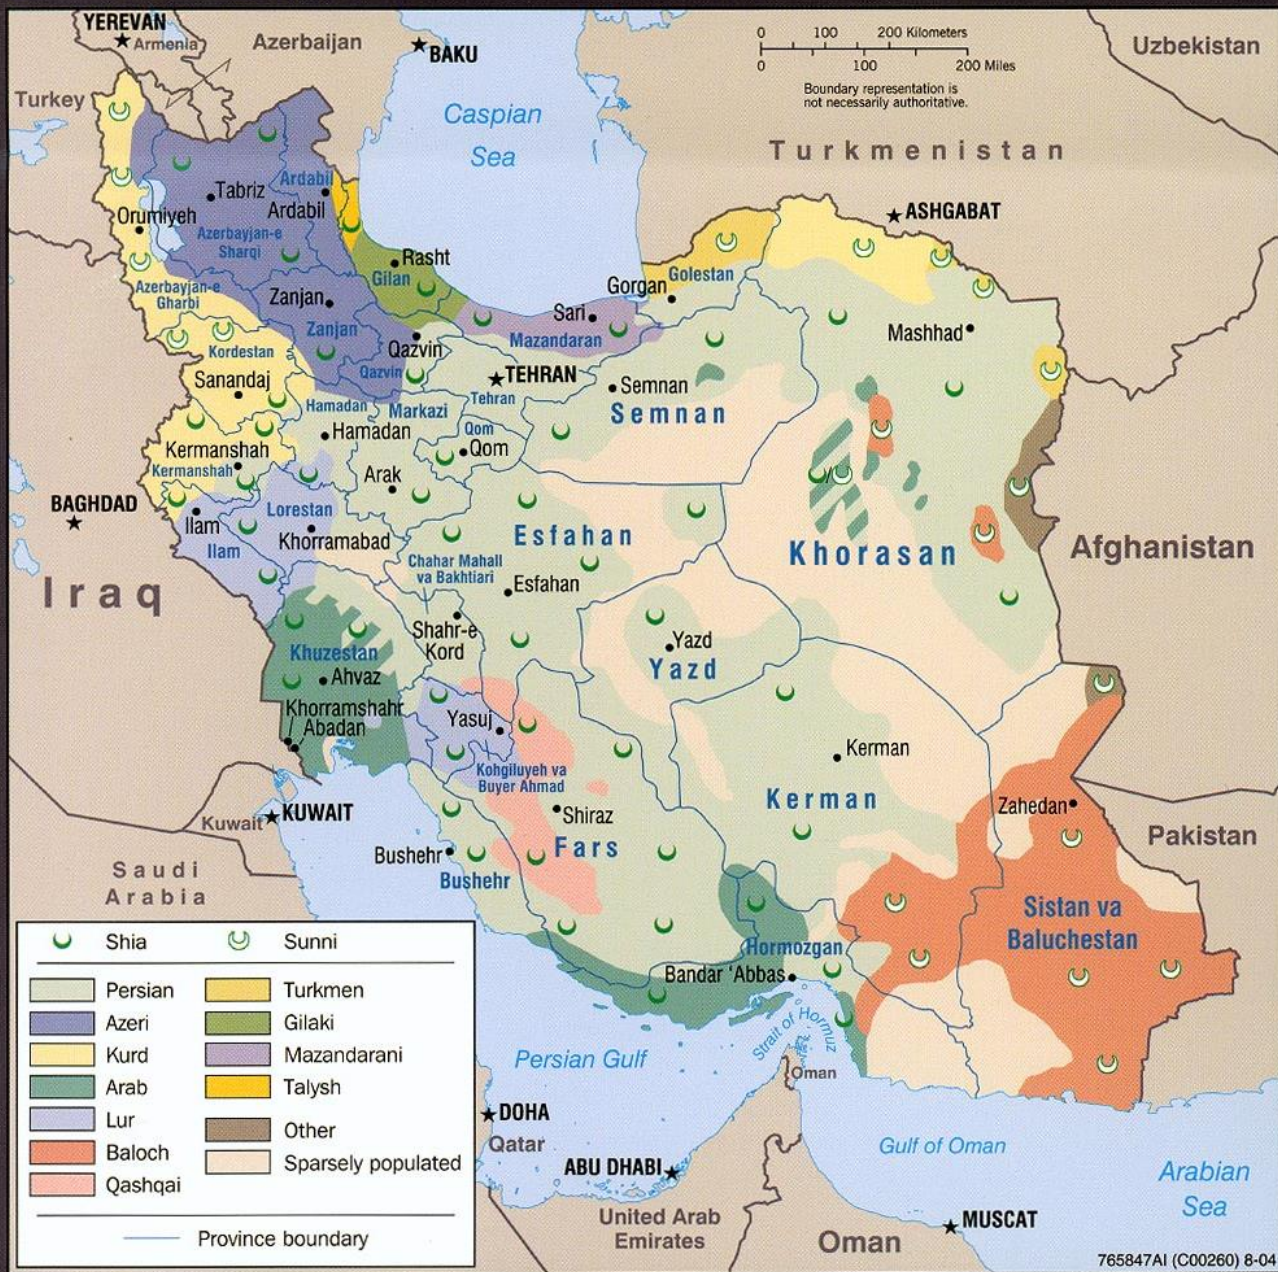 YEREVAN
Armenia
Azerbaijan
BAKU
0 100 200 Kilometers
0 100 200 Miles
Boundary representation is
not necessarily authoritative.
Uzbekistan
Turkey
Caspian
Sea
Turkmenistan
ASHGABAT
Tabriz
Ardabil
Ardabil
Orumiyeh
Azerbayjan-e
Sharqi
Rasht
Gilan
Golestan
Gorgan
Azerbayjan-e
Gharbi
Zanjan
Zanjan
Sari
Mazandaran
Mashhad
Kordestan
Qazvin
Qazvin
TEHRAN
Tehran
Sanandaj
Semnan
Semnan
Hamadan
Markazi
Hamadan
Qom
Qom
Kermanshah
Kermanshah
Arak
BAGHDAD
Ilam
Ilam
Lorestan
Khorramabad
Esfahan
Khorasan
Afghanistan
Iraq
Chahar Mahall
va Bakhtiari
Esfahan
Shahr-e
Kord
Yazd
Yazd
Khuzestan
Ahvaz
Khorramshahr
Abadan
Yasuj
Kohgiluyeh va
Buyer Ahmad
Kerman
Kerman
Zahedan
KUWAIT
Kuwait
Shiraz
Fars
Pakistan
Saudi
Arabia
Bushehr
Bushehr
Sistan va
Baluchestan
Hormozgan
Bandar 'Abbas
Strait of Hormuz
Persian Gulf
Oman
DOHA
Qatar
ABU DHABI
Gulf of Oman
Arabian
Sea
United Arab
Emirates
Oman
MUSCAT
Shia
Sunni
Persian
Azeri
Kurd
Arab
Lur
Baloch
Qashqai
Turkmen
Gilaki
Mazandarani
Talysh
Other
Sparsely populated
Province boundary
765847AI (C00260) 8-04